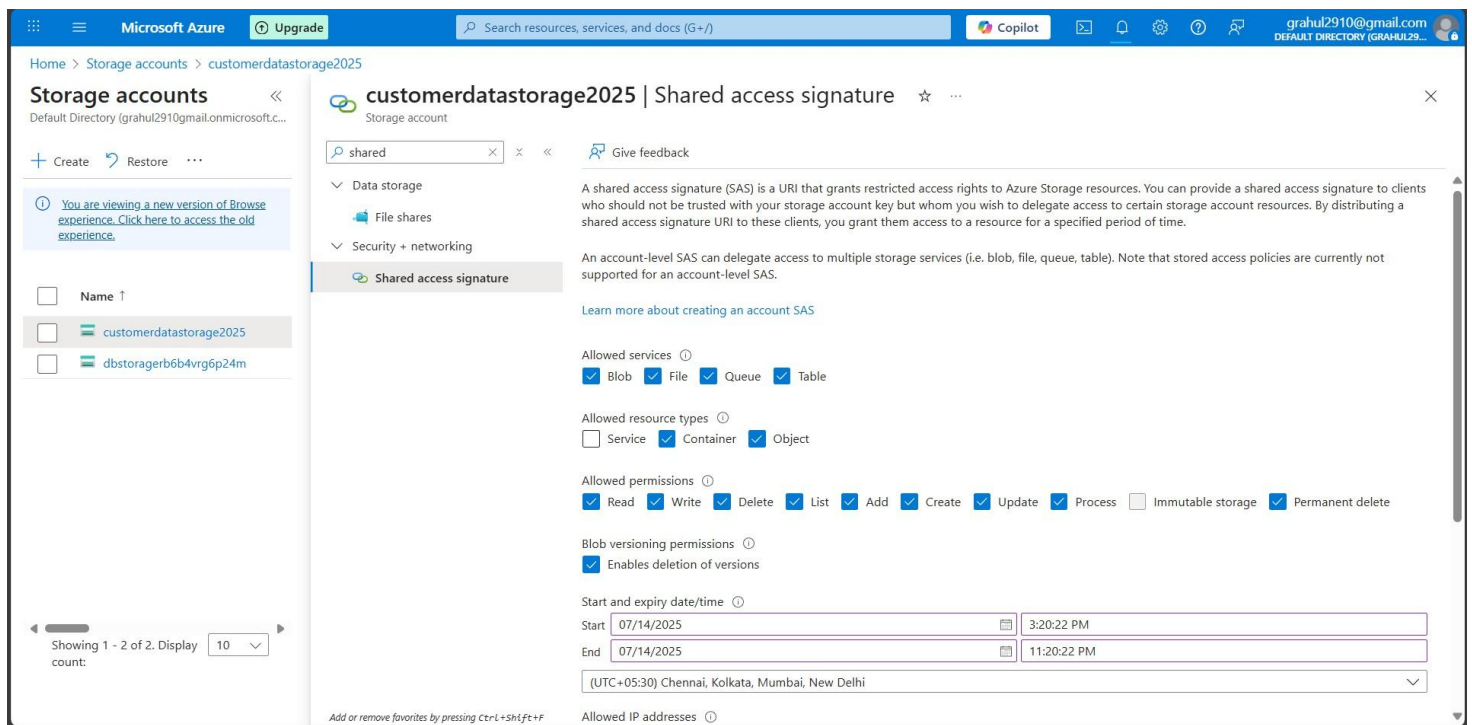 Microsoft Azure
Upgrade
Search resources, services, and docs (G+/)
Copilot
grahul2910@gmail.com
DEFAULT DIRECTORY (GRAHUL29...
Home > Storage accounts > customerdatastorage2025
Storage accounts
Default Directory (grahul2910gmail.onmicrosoft.c...
+ Create Restore ...
You are viewing a new version of Browse
experience. Click here to access the old
experience.
Name ↑
customerdatastorage2025
dbstoragerb6b4vrg6p24m
Showing 1 - 2 of 2. Display
count:
10
customerdatastorage2025 | Shared access signature
Storage account
shared
Data storage
File shares
Security + networking
Shared access signature
Add or remove favorites by pressing Ctrl+Shift+F
Give feedback
A shared access signature (SAS) is a URI that grants restricted access rights to Azure Storage resources. You can provide a shared access signature to clients
who should not be trusted with your storage account key but whom you wish to delegate access to certain storage account resources. By distributing a
shared access signature URI to these clients, you grant them access to a resource for a specified period of time.
An account-level SAS can delegate access to multiple storage services (i.e. blob, file, queue, table). Note that stored access policies are currently not
supported for an account-level SAS.
Learn more about creating an account SAS
Allowed services
Blob File Queue Table
Allowed resource types
Service Container Object
Allowed permissions
Read Write Delete List Add Create Update Process Immutable storage Permanent delete
Blob versioning permissions
Enables deletion of versions
Start and expiry date/time
Start 07/14/2025 3:20:22 PM
End 07/14/2025 11:20:22 PM
(UTC+05:30) Chennai, Kolkata, Mumbai, New Delhi
Allowed IP addresses